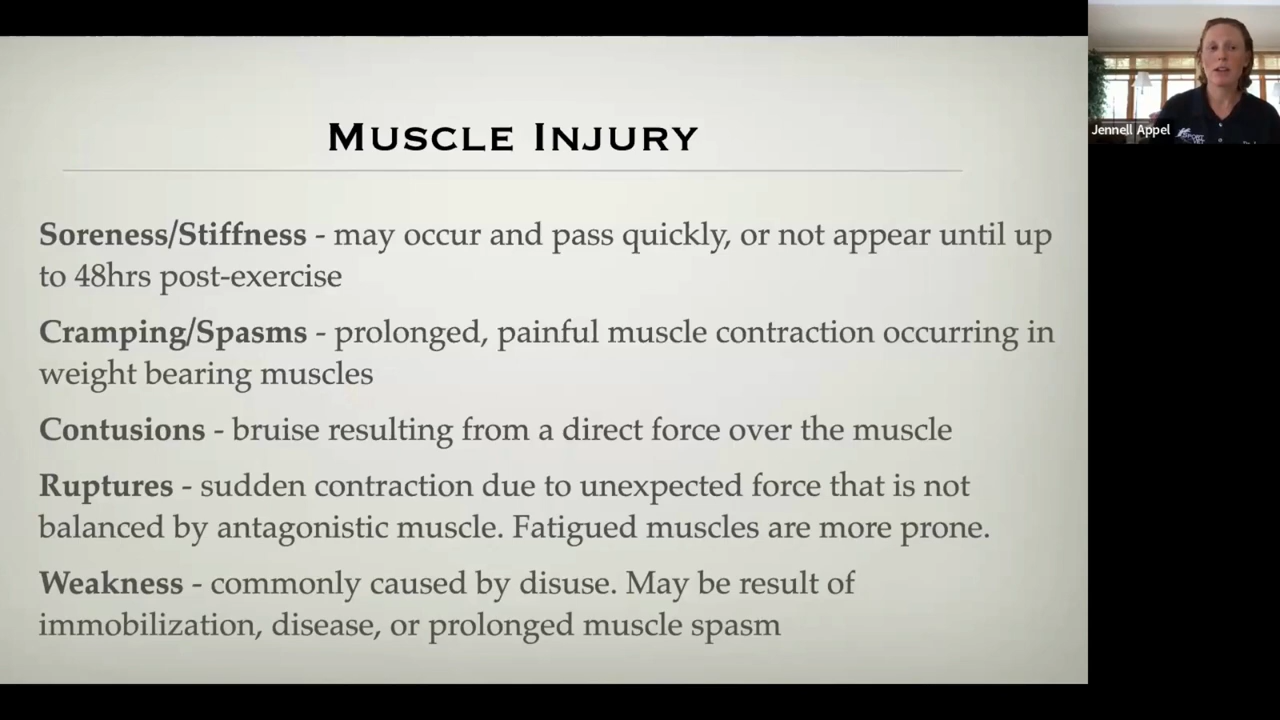 MUSCLE INJURY
Soreness/Stiffness - may occur and pass quickly, or not appear until up
to 48hrs post-exercise
Cramping/Spasms - prolonged, painful muscle contraction occurring in
weight bearing muscles
Contusions - bruise resulting from a direct force over the muscle
Ruptures - sudden contraction due to unexpected force that is not
balanced by antagonistic muscle. Fatigued muscles are more prone.
Weakness - commonly caused by disuse. May be result of
immobilization, disease, or prolonged muscle spasm
Jennell Appel